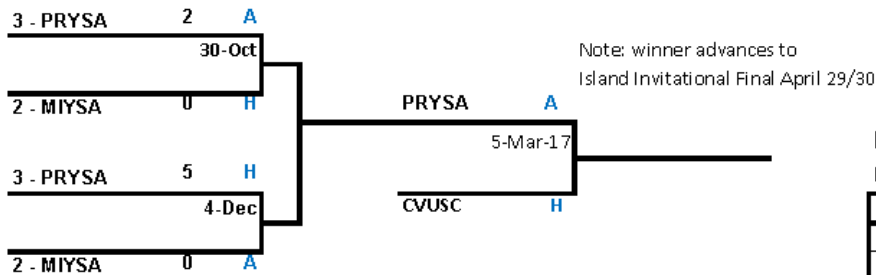 3 - PRYSA 2 A
30-Oct
2 - MIYSA 0 H
Note: winner advances to
Island Invitational Final April 29/30
PRYSA A
5-Mar-17
CVUSC H
3 - PRYSA 5 H
4-Dec
2 - MIYSA 0 A